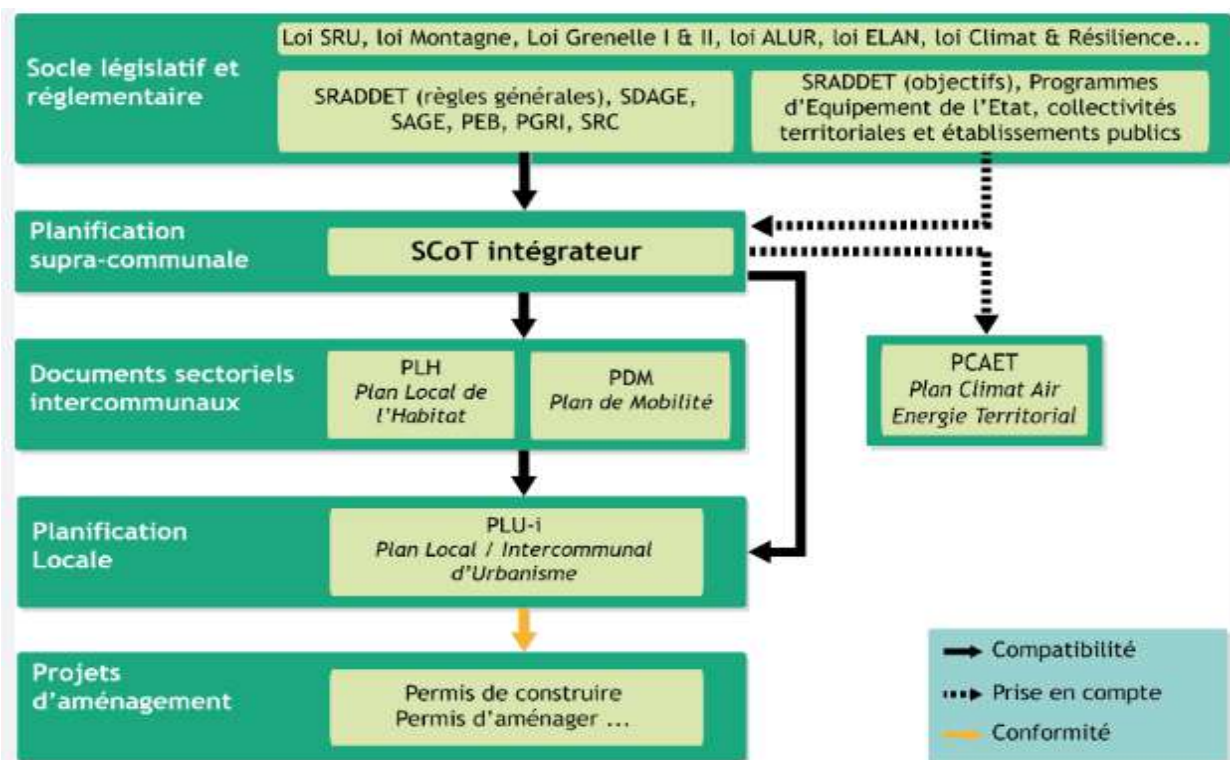 Socle législatif et
réglementaire
Loi SRU, loi Montagne, Loi Grenelle I & II, loi ALUR, loi ELAN, loi Climat & Résilience...
SRADDET (règles générales), SDAGE,
SAGE, PEB, PGRI, SRC
SRADDET (objectifs), Programmes
d'Equipement de l'Etat, collectivités
territoriales et établissements publics
Planification
supra-communale
SCoT intégrateur
Documents sectoriels
intercommunaux
PLH
Plan Local de
l'Habitat
PDM
Plan de Mobilité
PCAET
Plan Climat Air
Energie Territorial
Planification
Locale
PLU-i
Plan Local / Intercommunal
d'Urbanisme
Projets
d'aménagement
Permis de construire
Permis d'aménager ...
Compatibilité
Prise en compte
Conformité